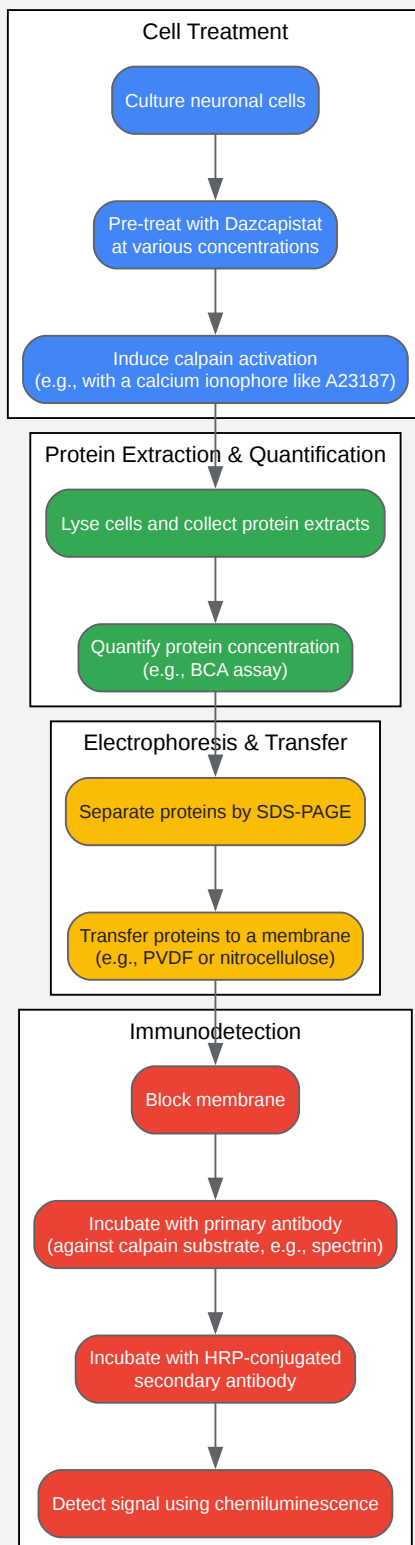 Cell Treatment
Culture neuronal cells
Pre-treat with Dazcapistat
at various concentrations
Induce calpain activation
(e.g., with a calcium ionophore like A23187)
Protein Extraction & Quantification
Lyse cells and collect protein extracts
Quantify protein concentration
(e.g., BCA assay)
Electrophoresis & Transfer
Separate proteins by SDS-PAGE
Transfer proteins to a membrane
(e.g., PVDF or nitrocellulose)
Immunodetection
Block membrane
Incubate with primary antibody
(against calpain substrate, e.g., spectrin)
Incubate with HRP-conjugated
secondary antibody
Detect signal using chemiluminescence